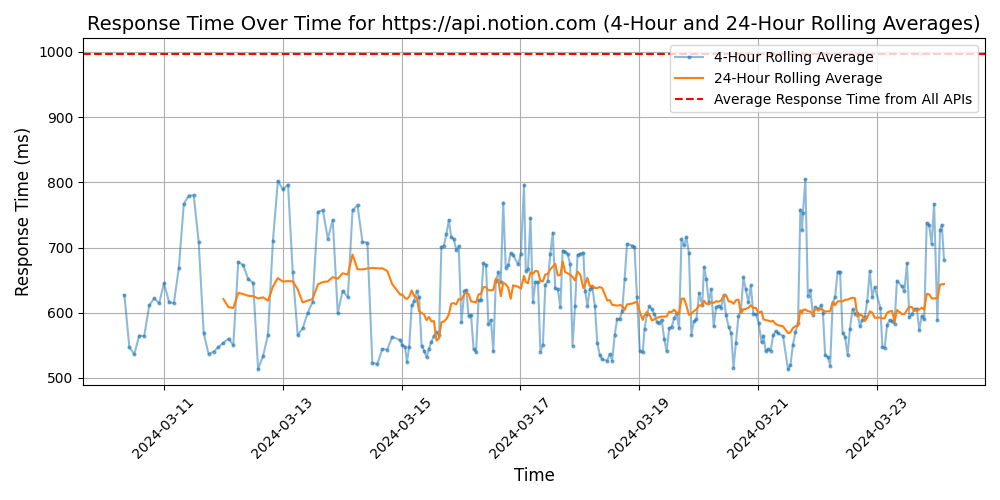 Response Time Over Time for https://api.notion.com (4-Hour and 24-Hour Rolling Averages)
4-Hour Rolling Average
24-Hour Rolling Average
Average Response Time from All APIs
Response Time (ms)
1000
900
800
700
600
500
2024-03-11
2024-03-13
2024-03-15
2024-03-17
2024-03-19
2024-03-21
2024-03-23
Time